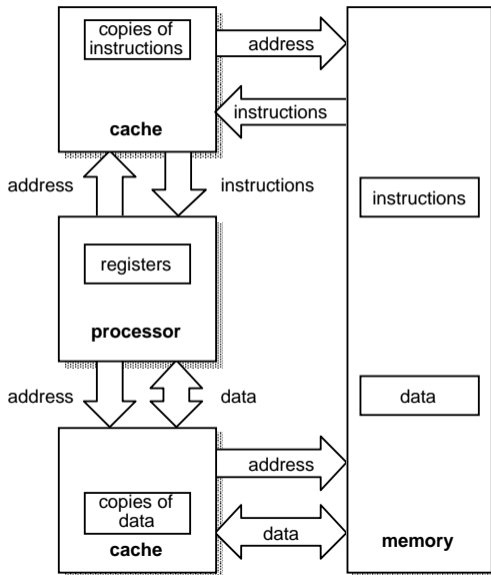 copies of
instructions
address
instructions
cache
address
instructions
instructions
registers
processor
address
data
data
address
copies of
data
data
cache
memory